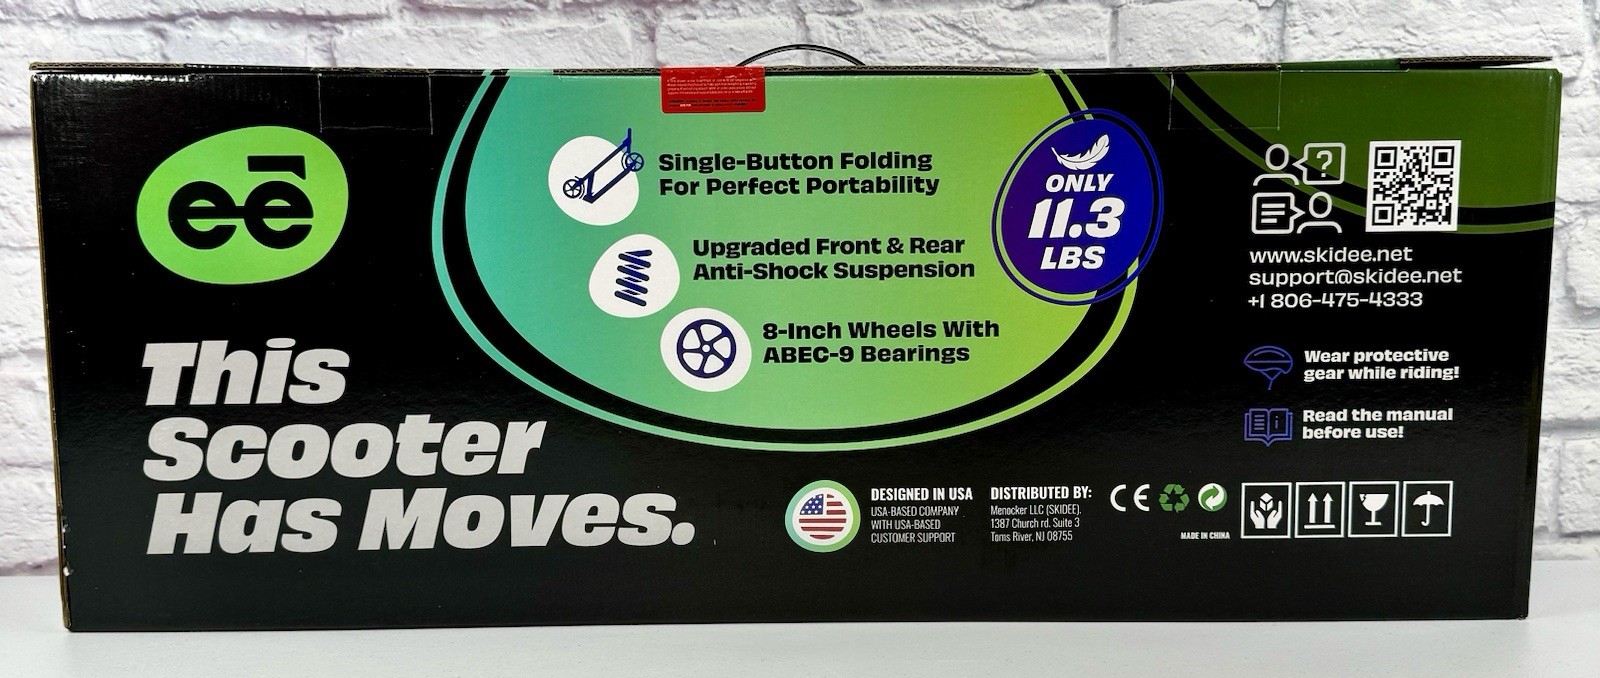 eē
This
Scooter
Has Moves.
Single-Button Folding
For Perfect Portability
Upgraded Front & Rear
Anti-Shock Suspension
8-Inch Wheels With
ABEC-9 Bearings
ONLY
11.3
LBS
?
www.skidee.net
support@skidee.net
+1 806-475-4333
Wear protective
gear while riding!
Read the manual
before use!
DESIGNED IN USA
USA-BASED COMPANY
WITH USA-BASED
CUSTOMER SUPPORT
DISTRIBUTED BY:
Menocker LLC (SKIDEE).
1387 Church rd. Suite 3
Toms River, NJ 08755
CE
MADE IN CHINA